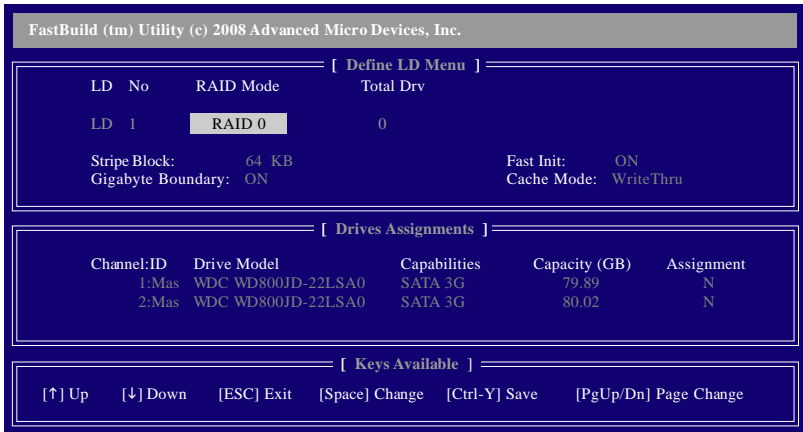 FastBuild (tm) Utility (c) 2008 Advanced Micro Devices, Inc.
[ Define LD Menu ]
LD No RAID Mode Total Drv
LD 1 RAID 0 0
Stripe Block: 64 KB Fast Init: ON
Gigabyte Boundary: ON Cache Mode: WriteThru
[ Drives Assignments ]
Channel:ID Drive Model Capabilities Capacity (GB) Assignment
1:Mas WDC WD800JD-22LSA0 SATA 3G 79.89 N
2:Mas WDC WD800JD-22LSA0 SATA 3G 80.02 N
[ Keys Available ]
[↑] Up [↓] Down [ESC] Exit [Space] Change [Ctrl-Y] Save [PgUp/Dn] Page Change